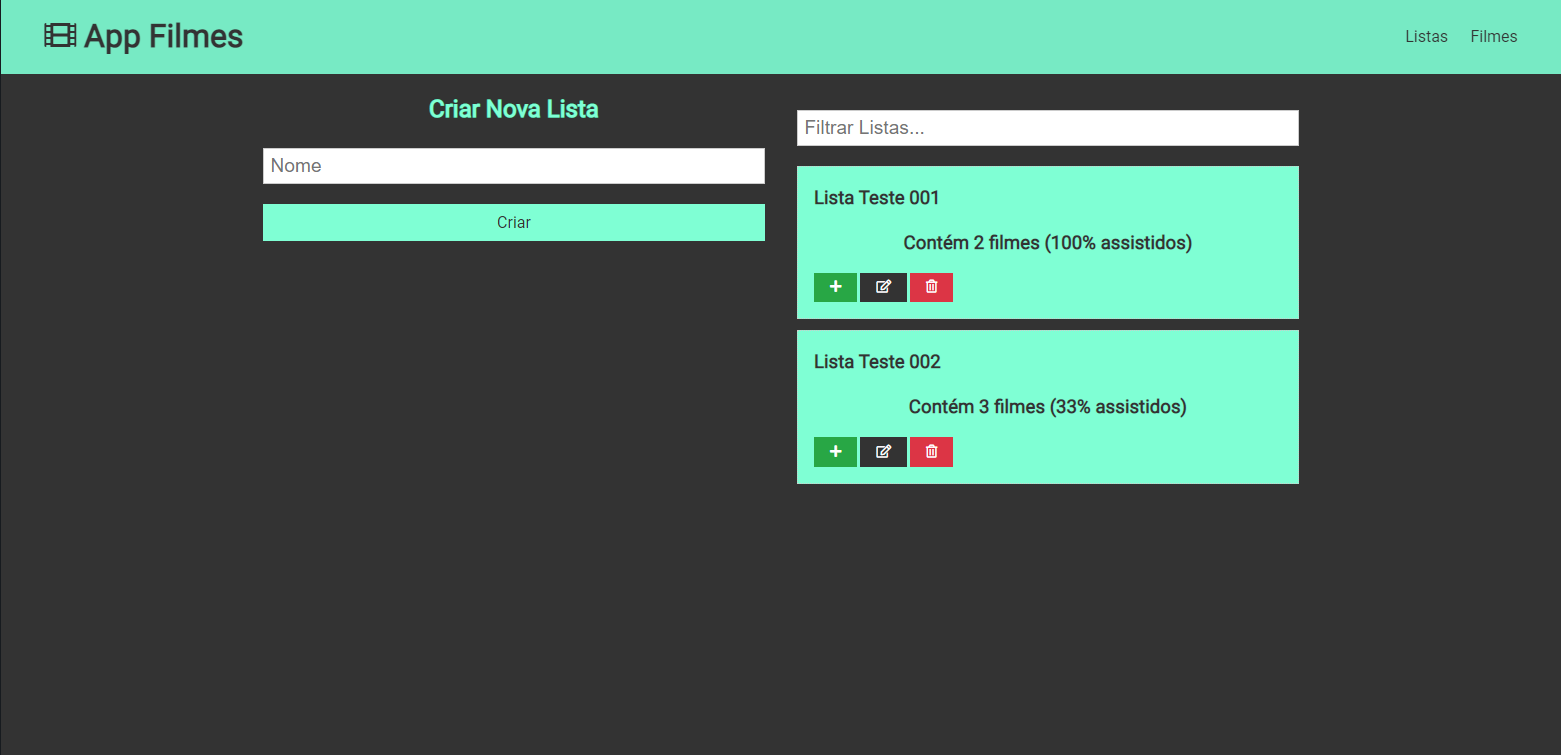 App Filmes
Listas Filmes
Criar Nova Lista
Nome
Criar
Filtrar Listas...
Lista Teste 001
Contém 2 filmes (100% assistidos)
Lista Teste 002
Contém 3 filmes (33% assistidos)